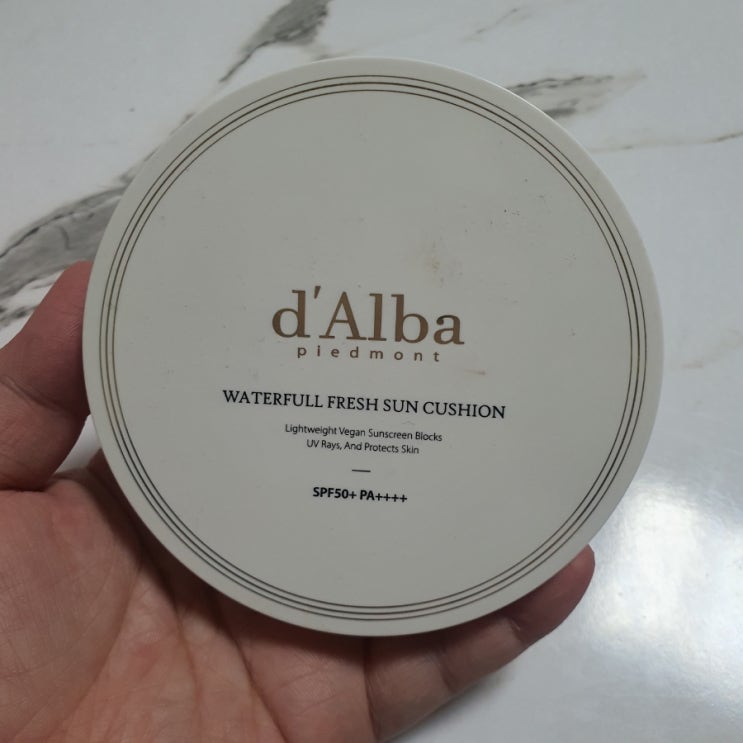 d'Alba
piedmont
WATERFULL FRESH SUN CUSHION
Lightweight Vegan Sunscreen Blocks
UV Rays, And Protects Skin
SPF50+ PA++++